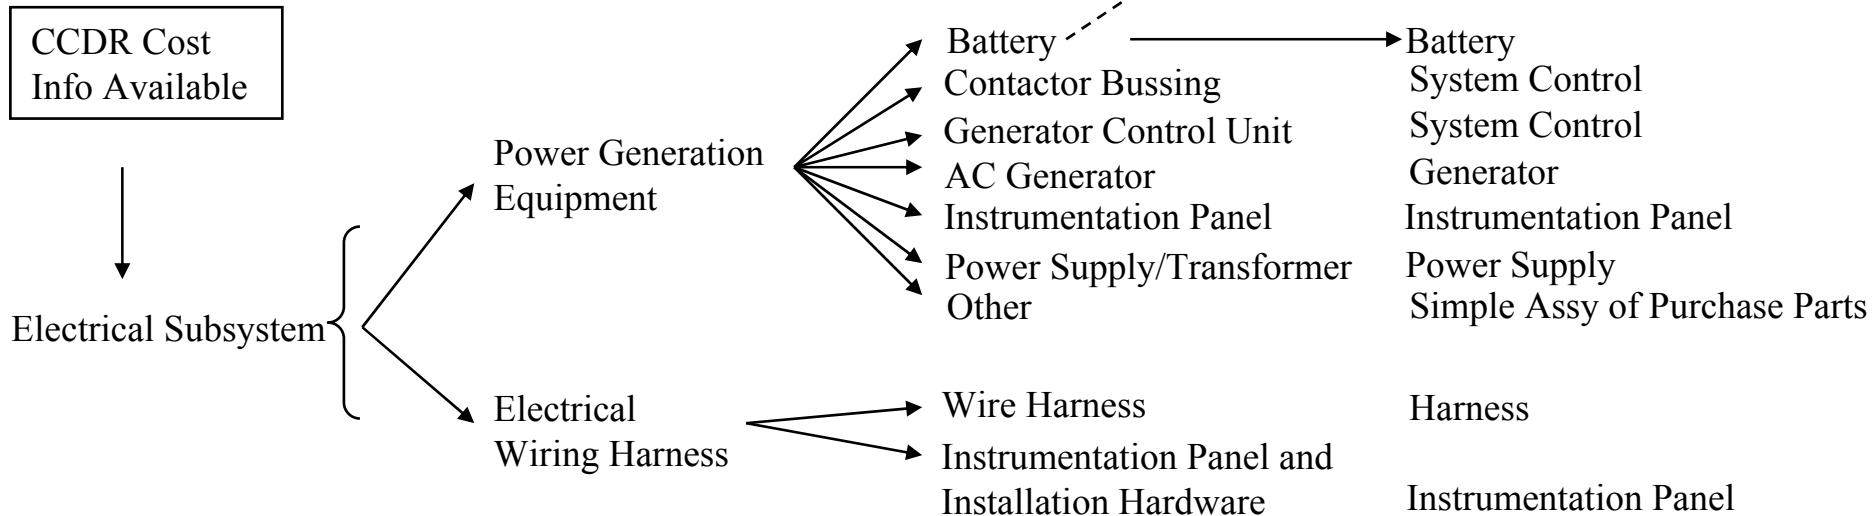 CCDR Cost
Info Available
Electrical Subsystem
Power Generation
Equipment
Electrical
Wiring Harness
Battery
Contactor Bussing
Generator Control Unit
AC Generator
Instrumentation Panel
Power Supply/Transformer
Other
Wire Harness
Instrumentation Panel and
Installation Hardware
Battery
System Control
System Control
Generator
Instrumentation Panel
Power Supply
Simple Assy of Purchase Parts
Harness
Instrumentation Panel